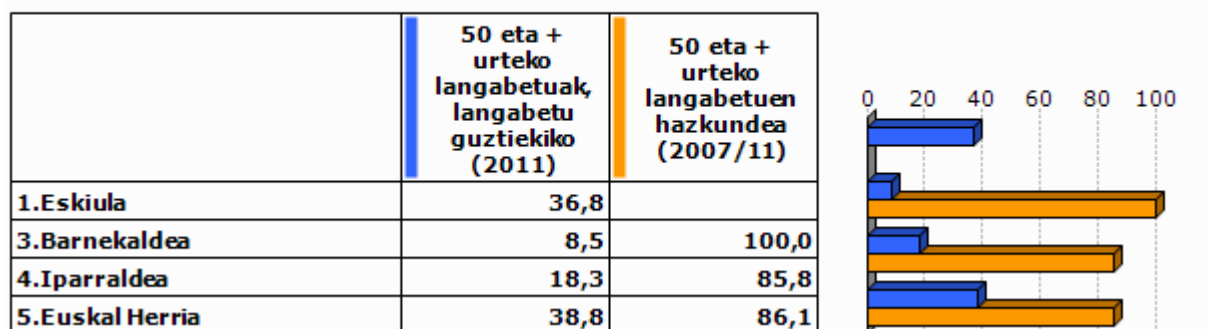 50 eta +
urteko
langabetuak,
langabetu
guztiekiko
(2011)
50 eta +
urteko
langabetuen
hazkundea
(2007/11)
0 20 40 60 80 100
1.Eskiula 36,8
3.Barnekaldea 8,5 100,0
4.Iparraldea 18,3 85,8
5.Euskal Herria 38,8 86,1